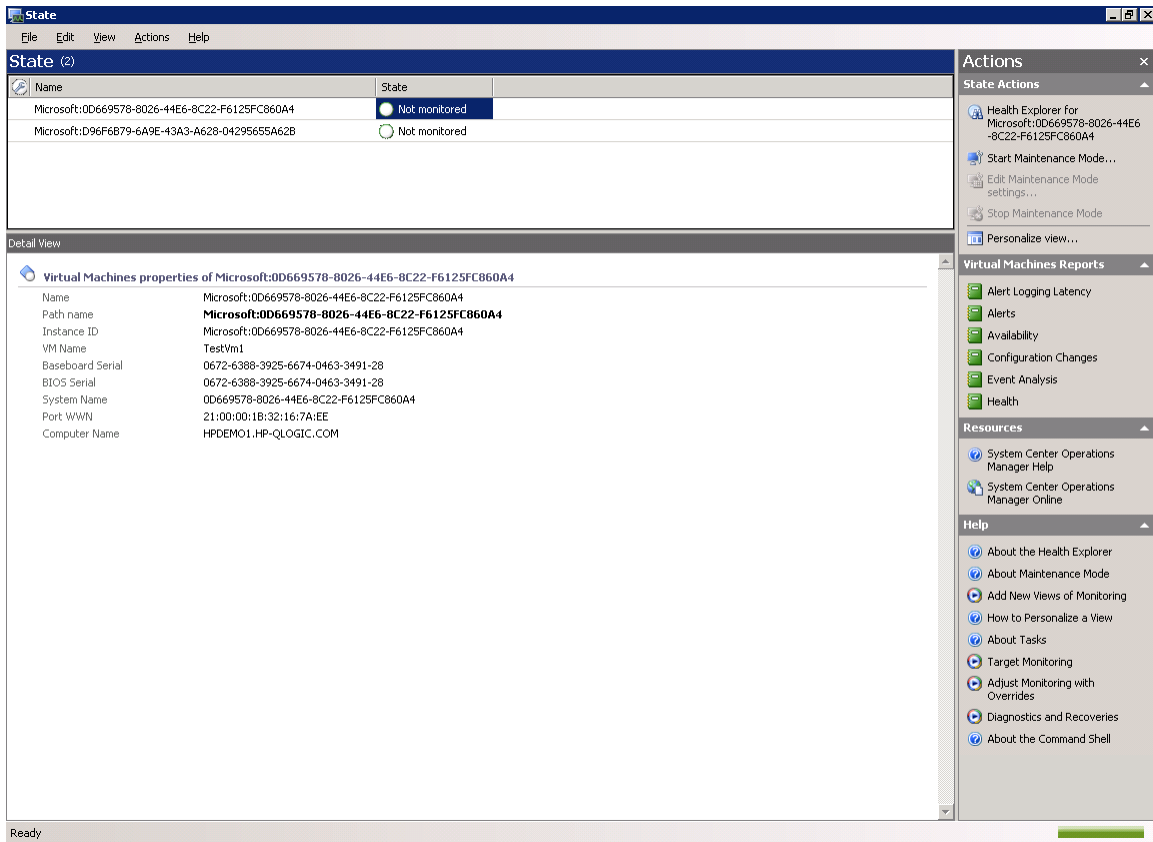 State
File Edit View Actions Help
State (2)
Name State
Microsoft:0D669578-8026-44E6-8C22-F6125FC860A4 Not monitored
Microsoft:D96F6B79-6A9E-43A3-A628-04295655A62B Not monitored
Detail View
Virtual Machines properties of Microsoft:0D669578-8026-44E6-8C22-F6125FC860A4
Name Microsoft:0D669578-8026-44E6-8C22-F6125FC860A4
Path name Microsoft:0D669578-8026-44E6-8C22-F6125FC860A4
Instance ID Microsoft:0D669578-8026-44E6-8C22-F6125FC860A4
VM Name TestVm1
Baseboard Serial 0672-6388-3925-6674-0463-3491-28
BIOS Serial 0672-6388-3925-6674-0463-3491-28
System Name 0D669578-8026-44E6-8C22-F6125FC860A4
Port WWN 21:00:00:1B:32:16:7A:EE
Computer Name HPDEMO1.HP-QLOGIC.COM
Actions
State Actions
Health Explorer for
Microsoft:0D669578-8026-44E6
-8C22-F6125FC860A4
Start Maintenance Mode...
Edit Maintenance Mode
settings...
Stop Maintenance Mode
Personalize view...
Virtual Machines Reports
Alert Logging Latency
Alerts
Availability
Configuration Changes
Event Analysis
Health
Resources
System Center Operations
Manager Help
System Center Operations
Manager Online
Help
About the Health Explorer
About Maintenance Mode
Add New Views of Monitoring
How to Personalize a View
About Tasks
Target Monitoring
Adjust Monitoring with
Overrides
Diagnostics and Recoveries
About the Command Shell
Ready